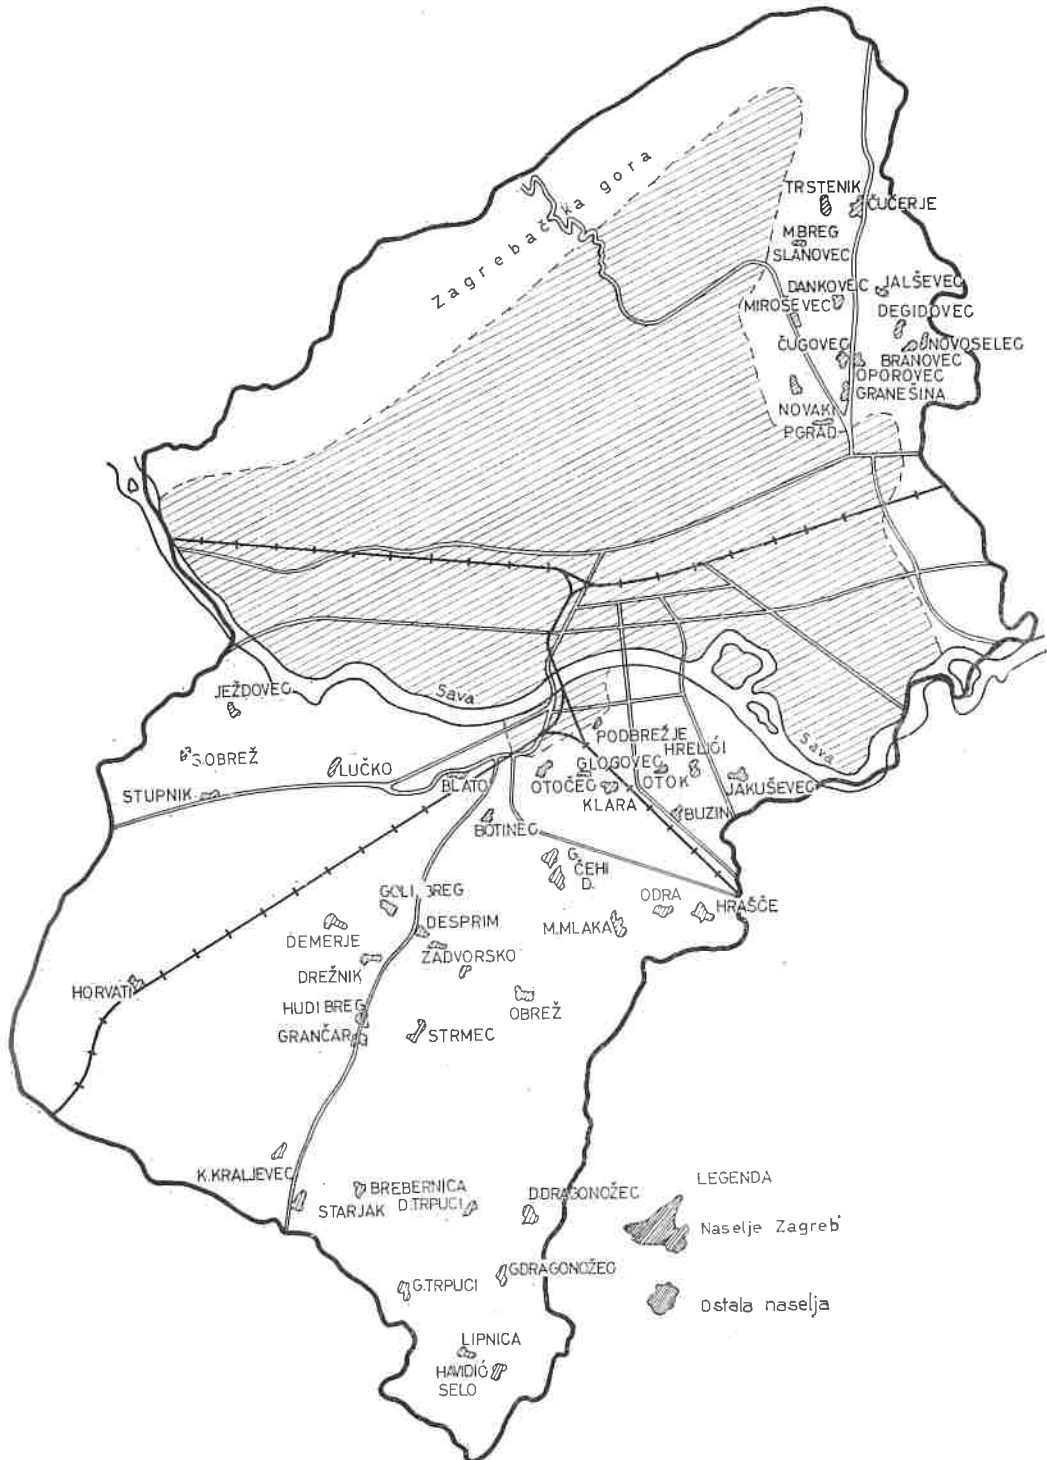 Zagrebačka gora
TRSTENIK
ČUČERJE
M.BREG
SLANOVEC
DANKOVEC
JALŠEVEC
MIROŠEVEC
DEGIDOVEC
ČUGOVEC
NOVOSELEC
BRANOVEC
OPOROVEC
GRANEŠINA
NOVAKI
P.GRAD
JEŽDOVEC
Sava
Sava
S.OBREŽ
LUČKO
STUPNIK
BLATO
PODBREŽJE
HRELIĆI
GLOGOVEC
OTOČEC
OTOK
JAKUŠEVEC
KLARA
BUZIN
BOTINEC
G.
ČEHI
D.
GOLI BREG
ODRA
HRAŠČE
DESPRIM
M.MLAKA
DEMERJE
ZADVORSKO
DREŽNIK
HORVATI
HUDI BREG
OBREŽ
GRANČAR
STRMEC
K.KRALJEVEC
BREBERNICA
D.TRPUCI
D.DRAGONOŽEC
STARJAK
G.DRAGONOŽEC
G.TRPUCI
LIPNICA
HAVIDIĆ
SELO
LEGENDA
Naselje Zagreb
Ostala naselja